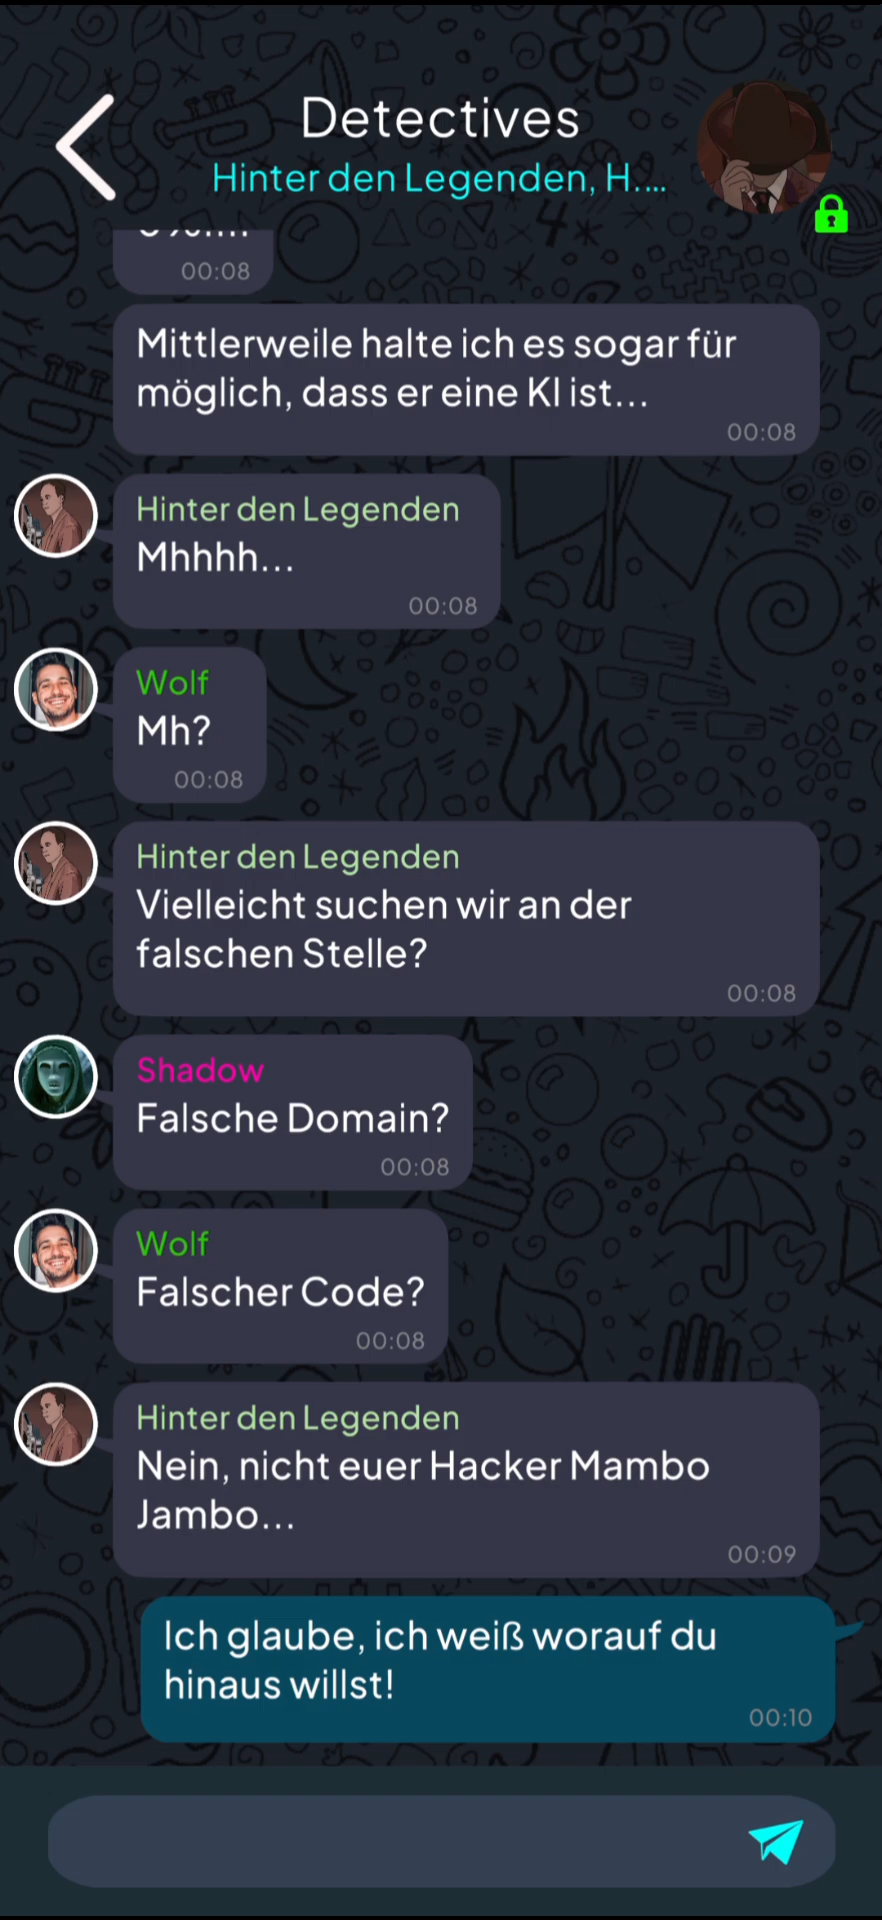 Detectives
Hinter den Legenden, H....
00:08
Mittlerweile halte ich es sogar für
möglich, dass er eine KI ist...
00:08
Hinter den Legenden
Mhhhh...
00:08
Wolf
Mh?
00:08
Hinter den Legenden
Vielleicht suchen wir an der
falschen Stelle?
00:08
Shadow
Falsche Domain?
00:08
Wolf
Falscher Code?
00:08
Hinter den Legenden
Nein, nicht euer Hacker Mambo
Jambo...
00:09
Ich glaube, ich weiß worauf du
hinaus willst!
00:10